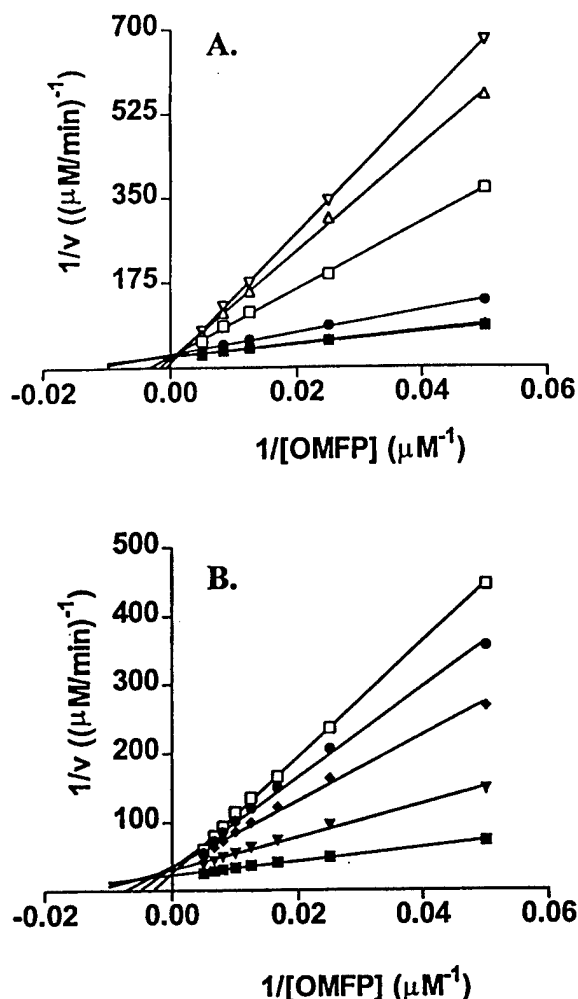 A.
700
525
350
175
1/v ((μM/min)⁻¹)
-0.02 0.00 0.02 0.04 0.06
1/[OMFP] (μM⁻¹)
B.
500
400
300
200
100
1/v ((μM/min)⁻¹)
-0.02 0.00 0.02 0.04 0.06
1/[OMFP] (μM⁻¹)